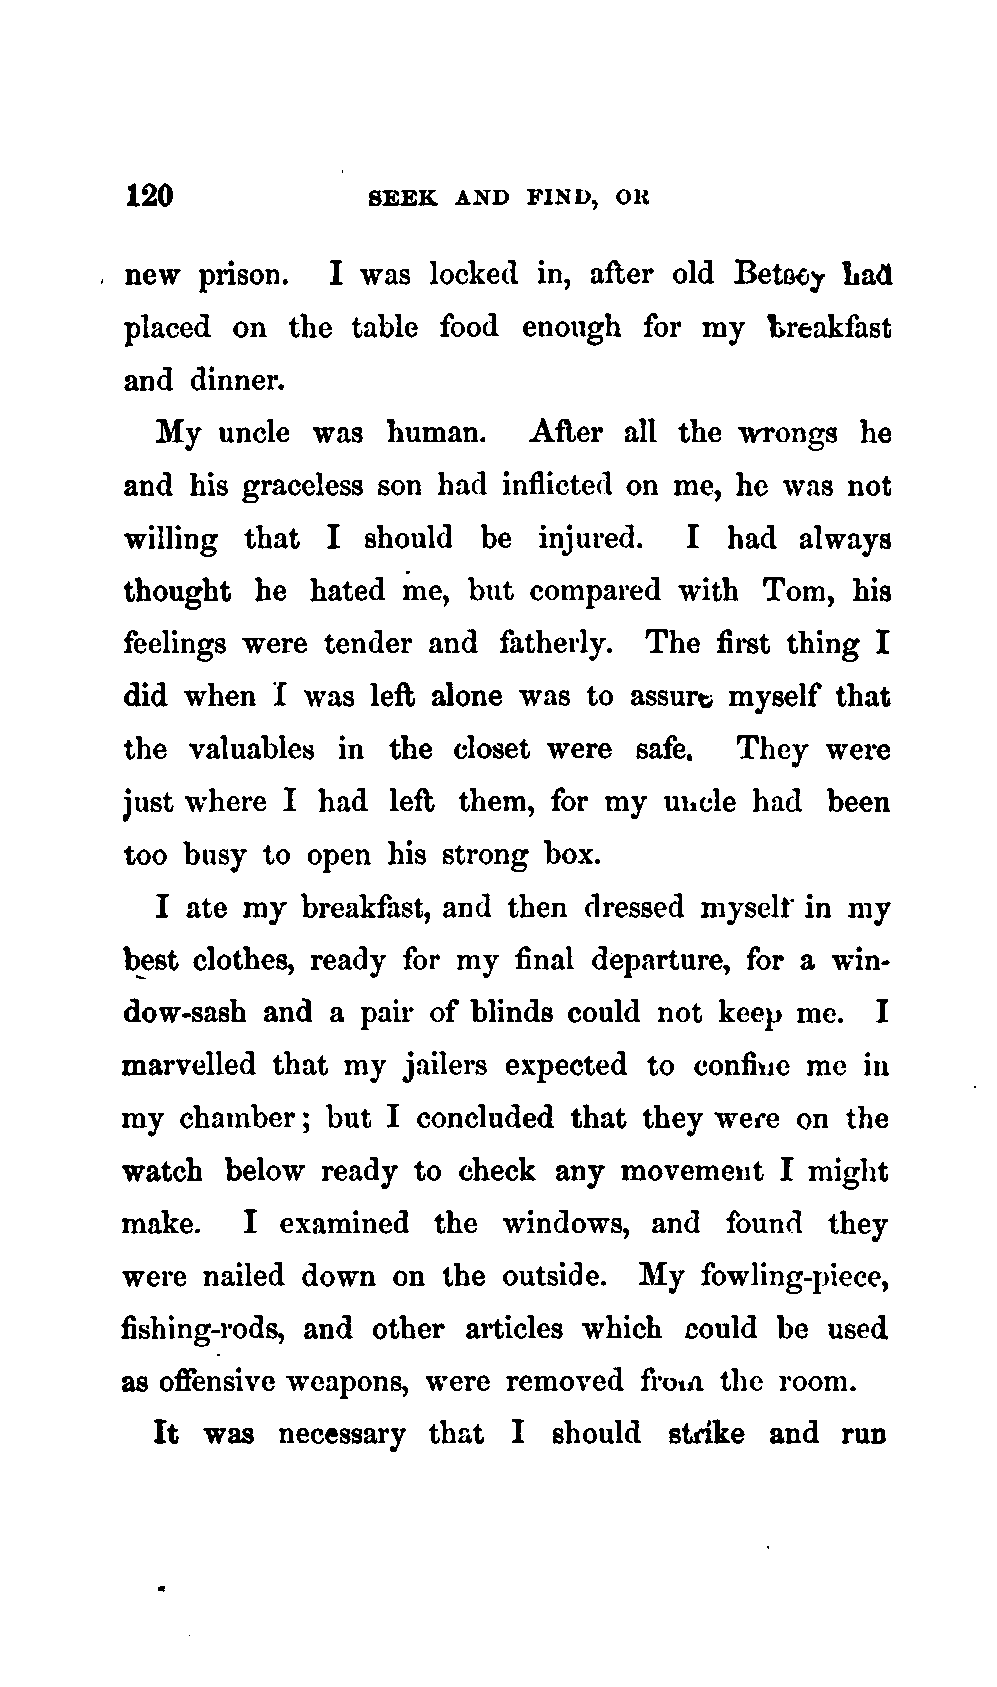 120 SEEK AND FIND, OR
new prison. I was locked in, after old Betsey had
placed on the table food enough for my breakfast
and dinner.
My uncle was human. After all the wrongs he
and his graceless son had inflicted on me, he was not
willing that I should be injured. I had always
thought he hated me, but compared with Tom, his
feelings were tender and fatherly. The first thing I
did when I was left alone was to assure myself that
the valuables in the closet were safe. They were
just where I had left them, for my uncle had been
too busy to open his strong box.
I ate my breakfast, and then dressed myself in my
best clothes, ready for my final departure, for a win-
dow-sash and a pair of blinds could not keep me. I
marvelled that my jailers expected to confine me in
my chamber; but I concluded that they were on the
watch below ready to check any movement I might
make. I examined the windows, and found they
were nailed down on the outside. My fowling-piece,
fishing-rods, and other articles which could be used
as offensive weapons, were removed from the room.
It was necessary that I should strike and run